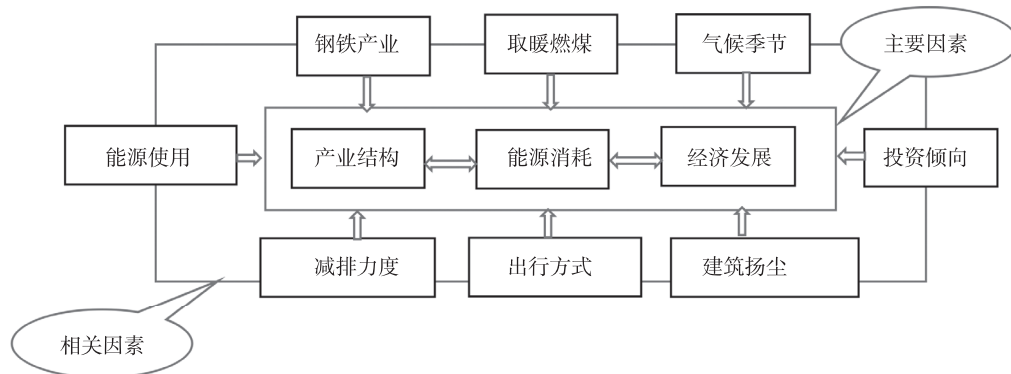 钢铁产业
取暖燃煤
气候季节
主要因素
能源使用
产业结构
能源消耗
经济发展
投资倾向
减排力度
出行方式
建筑扬尘
相关因素